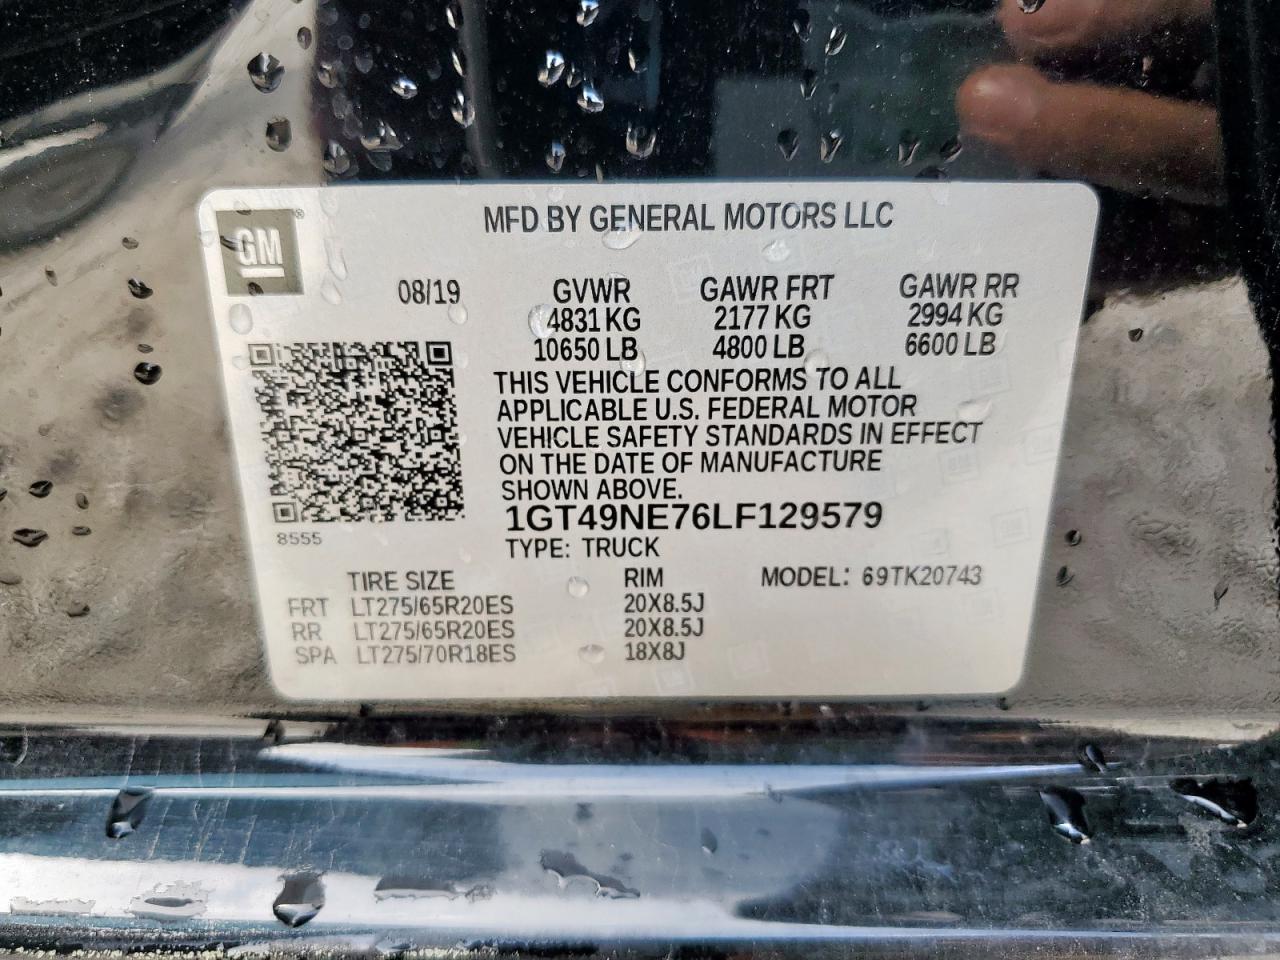 MFD BY GENERAL MOTORS LLC
GM ®
08/19 GVWR GAWR FRT GAWR RR
4831 KG 2177 KG 2994 KG
10650 LB 4800 LB 6600 LB
THIS VEHICLE CONFORMS TO ALL
APPLICABLE U.S. FEDERAL MOTOR
VEHICLE SAFETY STANDARDS IN EFFECT
ON THE DATE OF MANUFACTURE
SHOWN ABOVE.
1GT49NE76LF129579
8555
TYPE: TRUCK
TIRE SIZE RIM MODEL: 69TK20743
FRT LT275/65R20ES 20X8.5J
RR LT275/65R20ES 20X8.5J
SPA LT275/70R18ES 18X8J